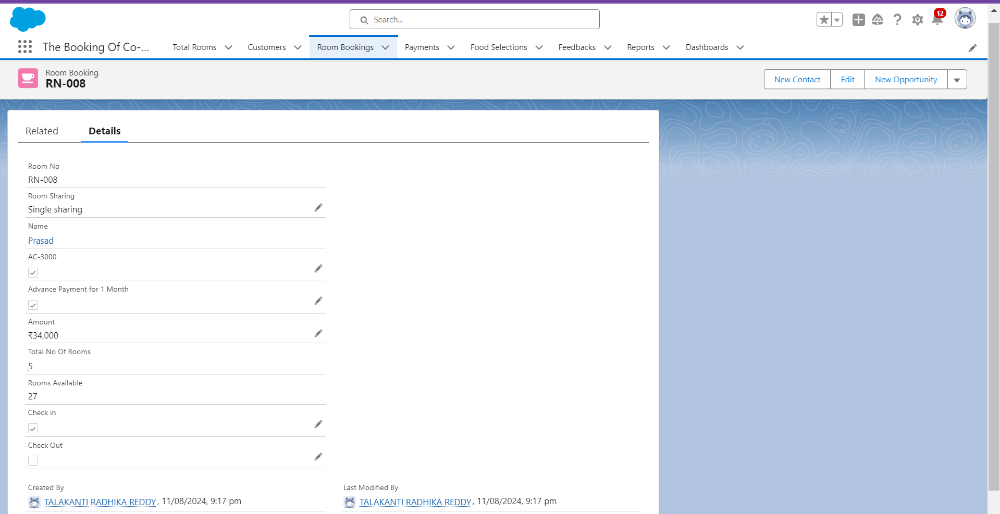 Search...
12
The Booking Of Co-...
Total Rooms
Customers
Room Bookings
Payments
Food Selections
Feedbacks
Reports
Dashboards
Room Booking
RN-008
New Contact
Edit
New Opportunity
Related
Details
Room No
RN-008
Room Sharing
Single sharing
Name
Prasad
AC-3000
Advance Payment for 1 Month
Amount
₹34,000
Total No Of Rooms
5
Rooms Available
27
Check in
Check Out
Created By
TALAKANTI RADHIKA REDDY, 11/08/2024, 9:17 pm
Last Modified By
TALAKANTI RADHIKA REDDY, 11/08/2024, 9:17 pm